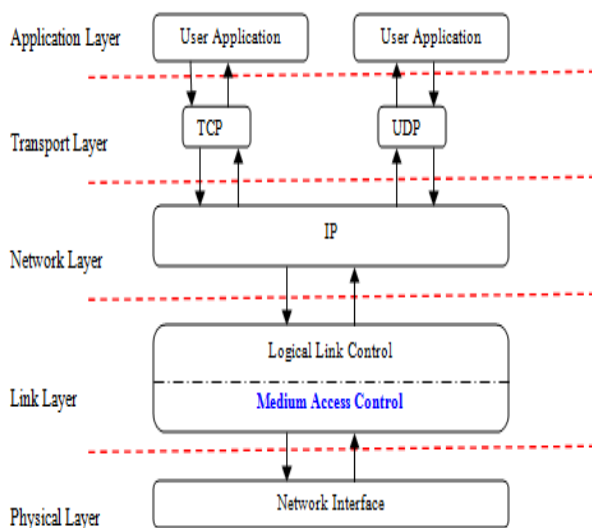 Application Layer
User Application
User Application
Transport Layer
TCP
UDP
Network Layer
IP
Link Layer
Logical Link Control
Medium Access Control
Physical Layer
Network Interface